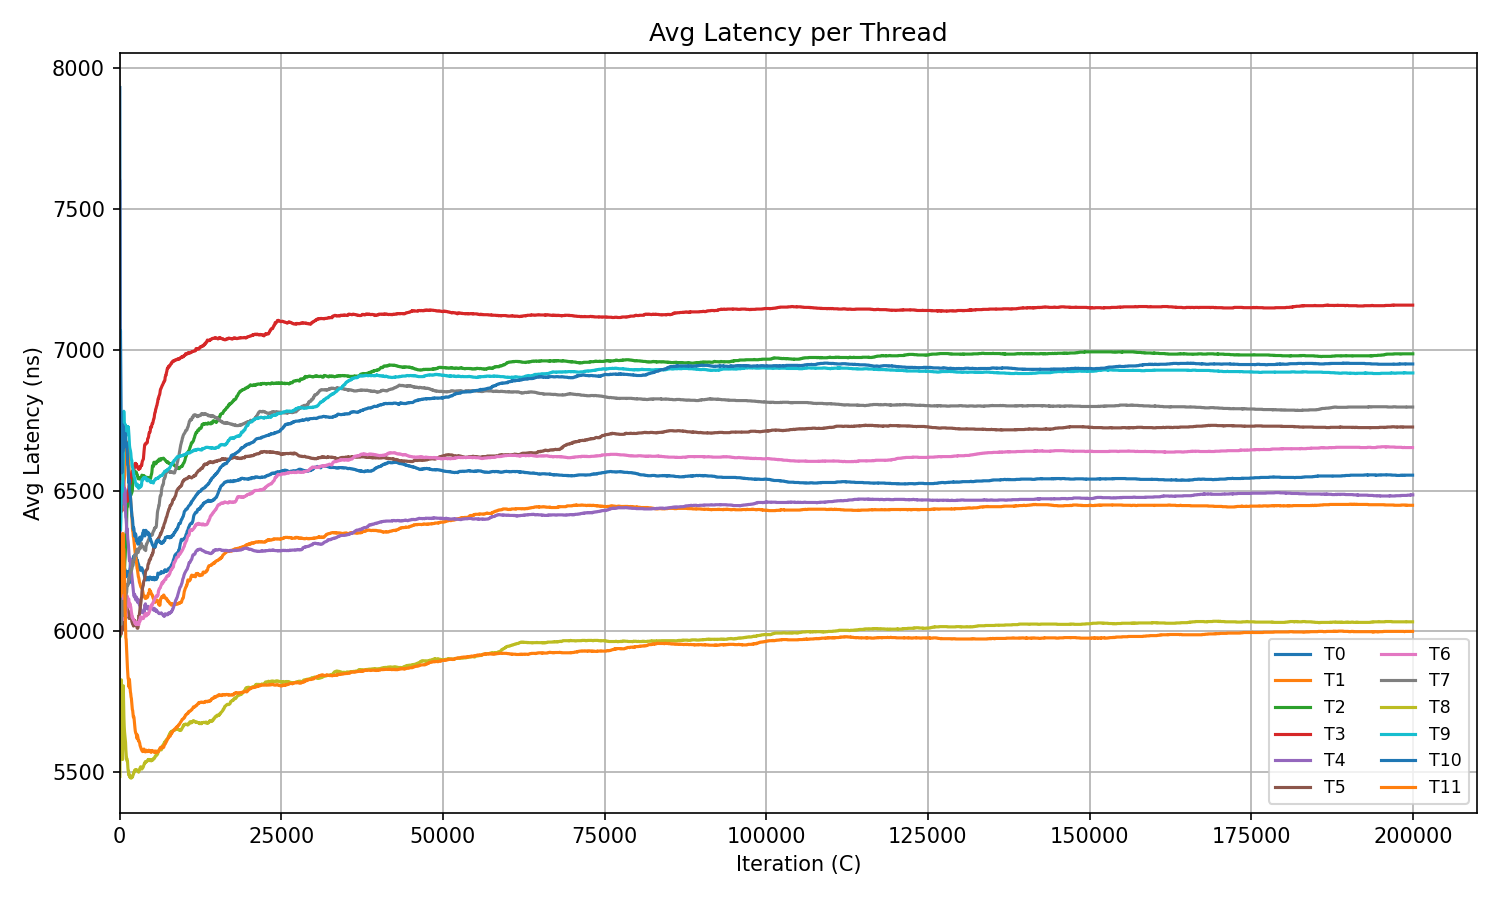 Avg Latency per Thread
8000
7500
7000
6500
6000
5500
Avg Latency (ns)
0 25000 50000 75000 100000 125000 150000 175000 200000
Iteration (C)
T0 T6
T1 T7
T2 T8
T3 T9
T4 T10
T5 T11